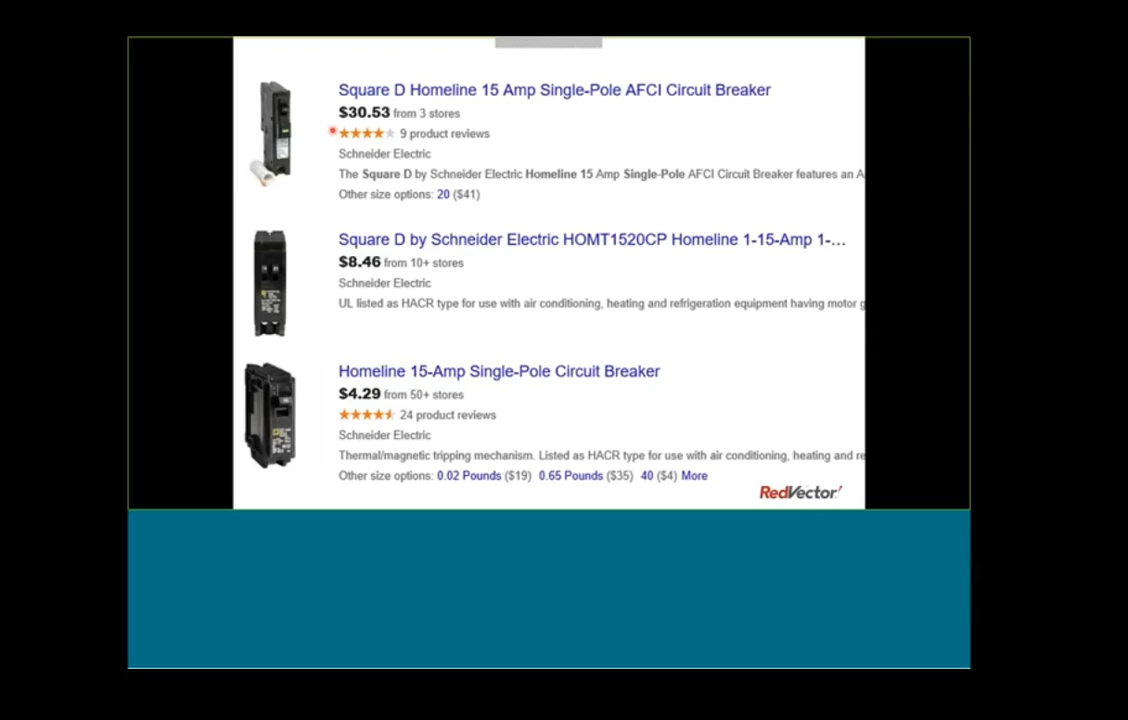 Square D Homeline 15 Amp Single-Pole AFCI Circuit Breaker
$30.53 from 3 stores
9 product reviews
Schneider Electric
The Square D by Schneider Electric Homeline 15 Amp Single-Pole AFCI Circuit Breaker features an A
Other size options: 20 ($41)
Square D by Schneider Electric HOMT1520CP Homeline 1-15-Amp 1-...
$8.46 from 10+ stores
Schneider Electric
UL listed as HACR type for use with air conditioning, heating and refrigeration equipment having motor g
Homeline 15-Amp Single-Pole Circuit Breaker
$4.29 from 50+ stores
24 product reviews
Schneider Electric
Thermal/magnetic tripping mechanism. Listed as HACR type for use with air conditioning, heating and re
Other size options: 0.02 Pounds ($19) 0.65 Pounds ($35) 40 ($4) More
RedVector